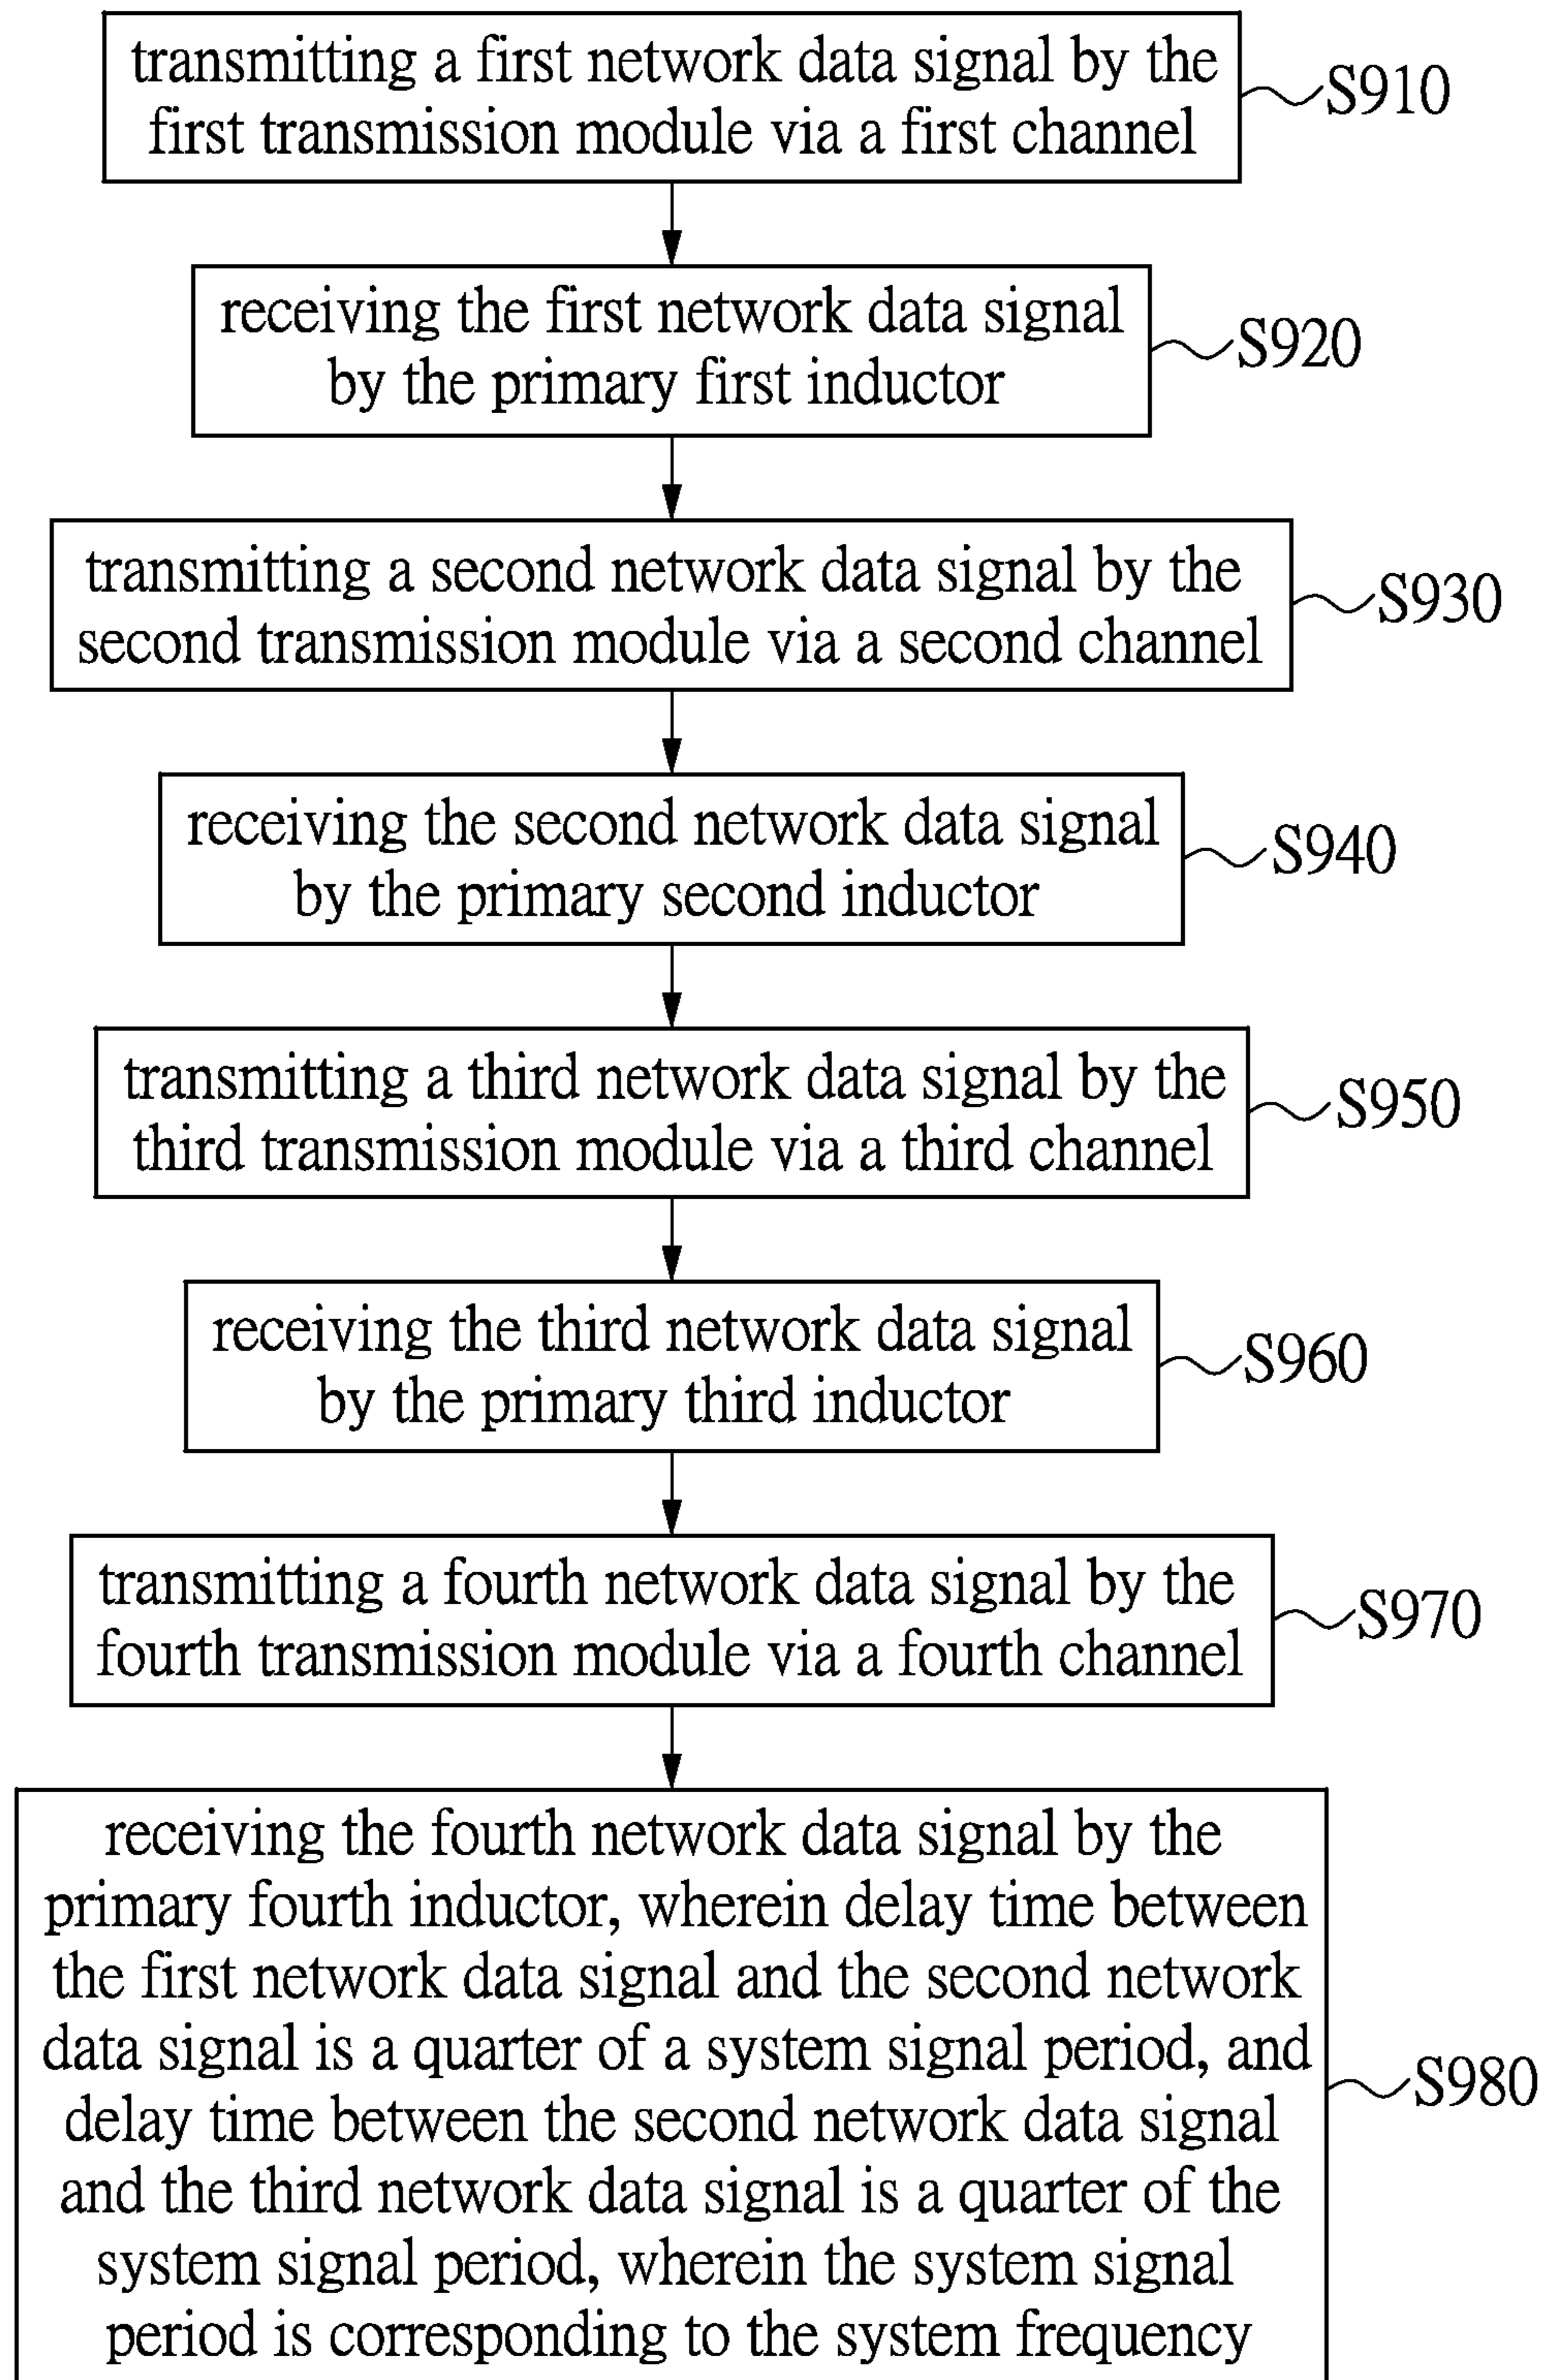 transmitting a first network data signal by the
first transmission module via a first channel
S910
receiving the first network data signal
by the primary first inductor
S920
transmitting a second network data signal by the
second transmission module via a second channel
S930
receiving the second network data signal
by the primary second inductor
S940
transmitting a third network data signal by the
third transmission module via a third channel
S950
receiving the third network data signal
by the primary third inductor
S960
transmitting a fourth network data signal by the
fourth transmission module via a fourth channel
S970
receiving the fourth network data signal by the
primary fourth inductor, wherein delay time between
the first network data signal and the second network
data signal is a quarter of a system signal period, and
delay time between the second network data signal
and the third network data signal is a quarter of the
system signal period, wherein the system signal
period is corresponding to the system frequency
S980